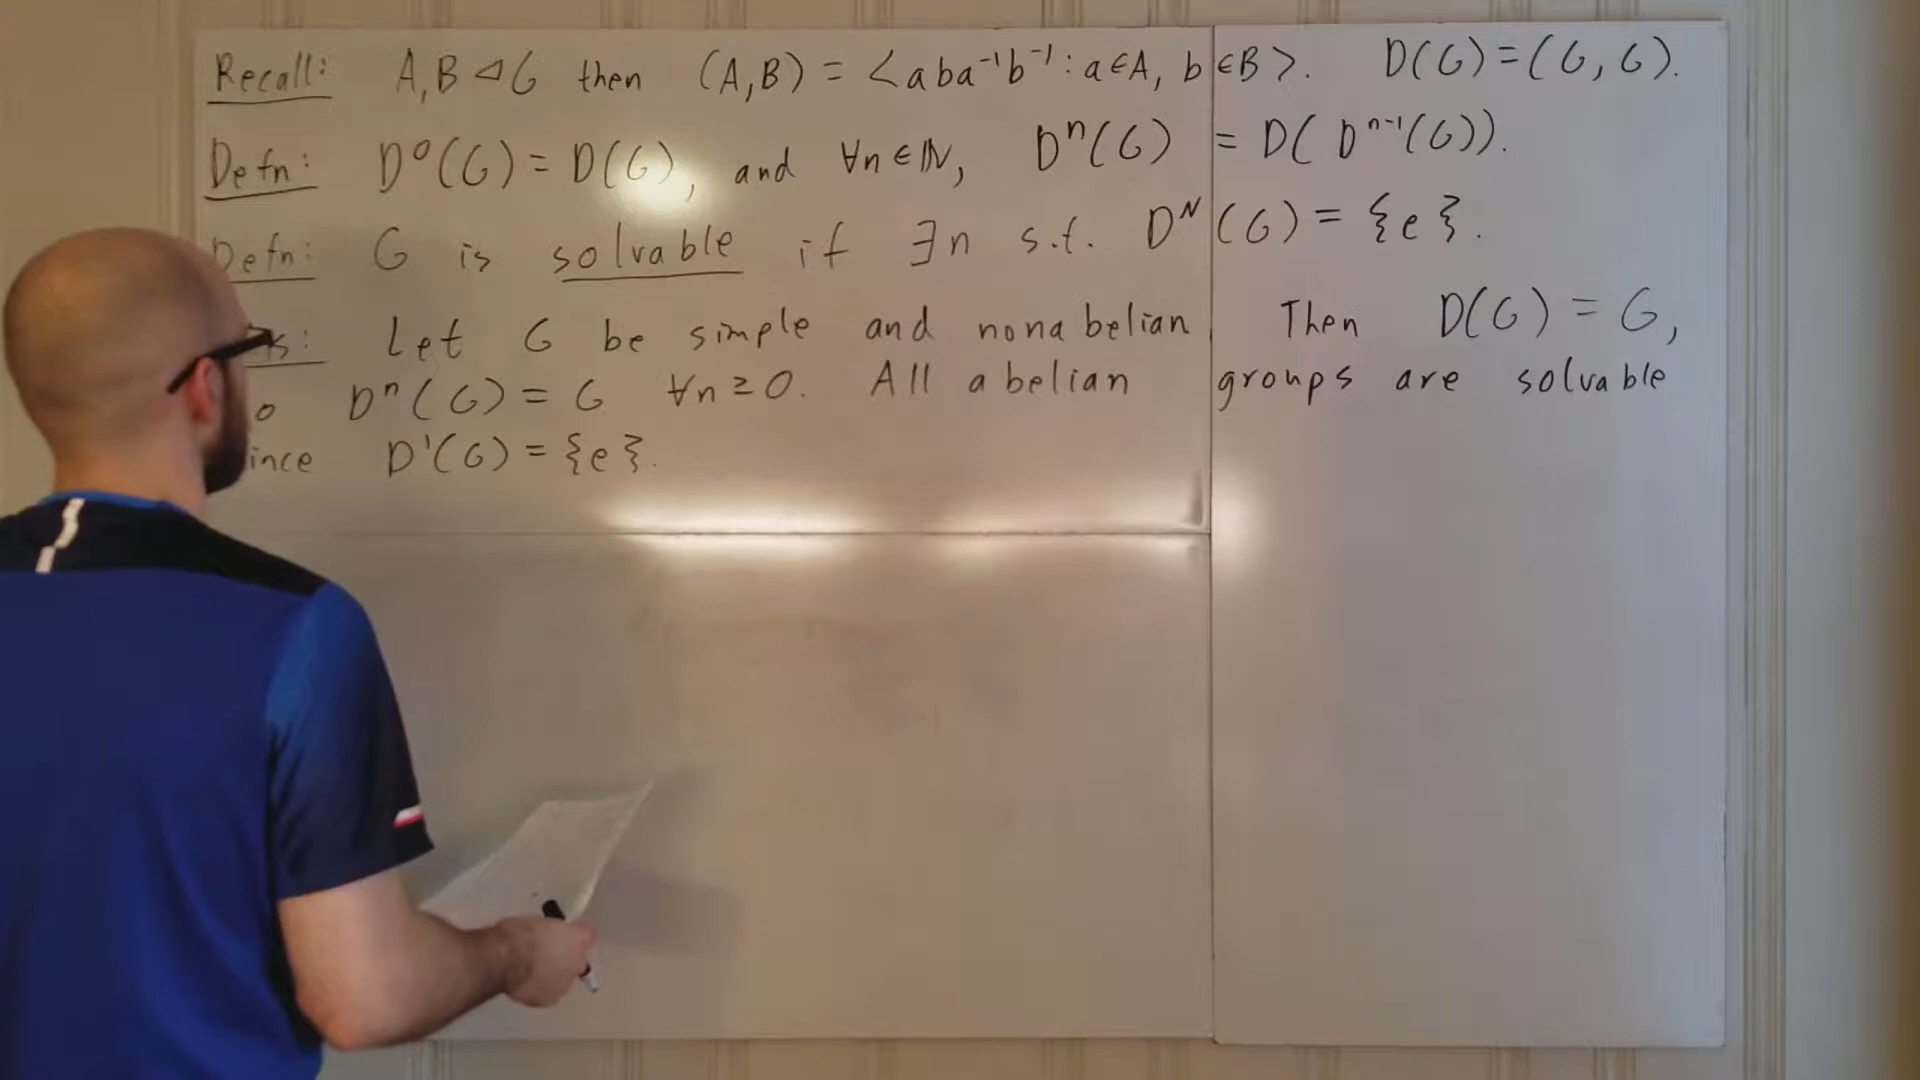 Recall: A,B ⊲ G then (A,B) = <aba⁻¹b⁻¹ : a∈A, b∈B>. D(G)=(G,G).
Defn: D⁰(G) = D(G), and ∀n∈ℕ, Dⁿ(G) = D(Dⁿ⁻¹(G)).
Defn: G is solvable if ∃n s.t. Dᴺ(G) = {e}.
Let G be simple and nonabelian. Then D(G) = G,
Dⁿ(G) = G ∀n≥0. All abelian groups are solvable
ince D¹(G) = {e}.